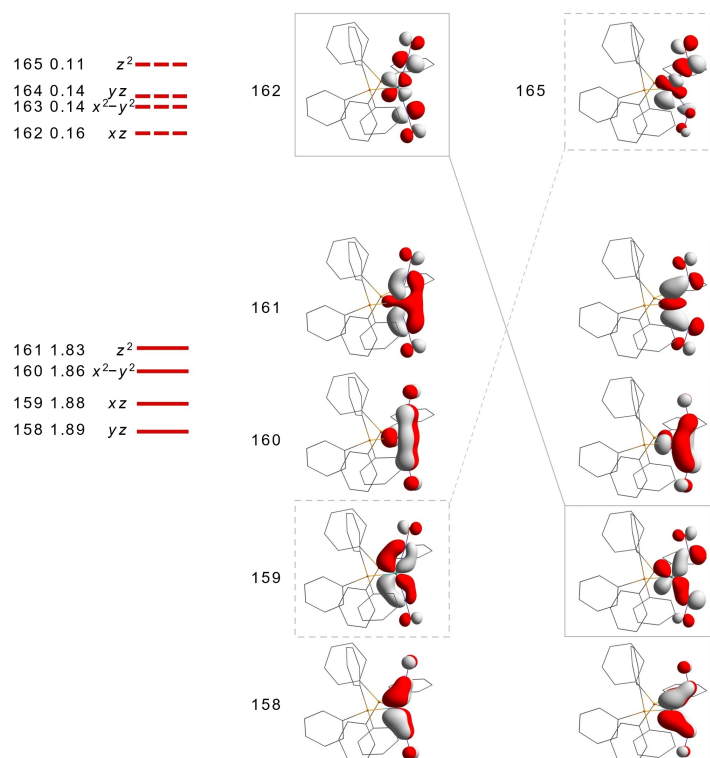 165 0.11 z²
164 0.14 yz
163 0.14 x²−y²
162 0.16 xz
162
165
161
161 1.83 z²
160 1.86 x²−y²
159 1.88 xz
158 1.89 yz
160
159
158